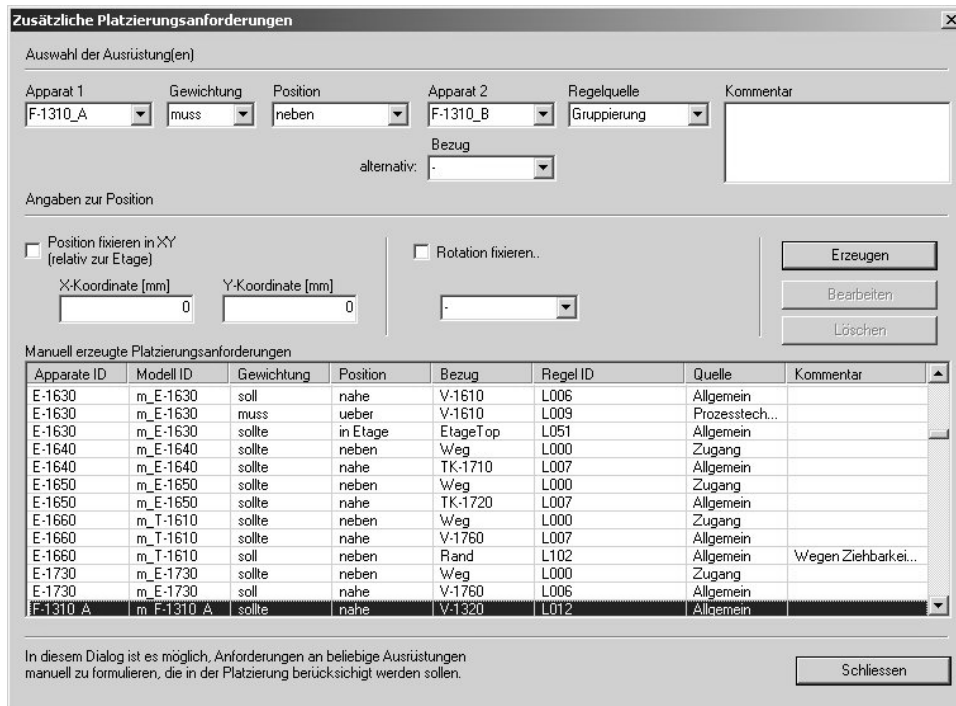 Zusätzliche Platzierungsanforderungen
Auswahl der Ausrüstung(en)
Apparat 1 Gewichtung Position Apparat 2 Regelquelle Kommentar
F-1310_A muss neben F-1310_B Gruppierung
Bezug
alternativ: -
Angaben zur Position
Position fixieren in XY
(relativ zur Etage)
Rotation fixieren..
Erzeugen
X-Koordinate [mm] Y-Koordinate [mm]
0 0 -
Bearbeiten
Löschen
Manuell erzeugte Platzierungsanforderungen
Apparate ID Modell ID Gewichtung Position Bezug Regel ID Quelle Kommentar
E-1630 m_E-1630 soll nahe V-1610 L006 Allgemein
E-1630 m_E-1630 muss ueber V-1610 L009 Prozesstech...
E-1630 m_E-1630 sollte in Etage EtageTop L051 Allgemein
E-1640 m_E-1640 sollte neben Weg L000 Zugang
E-1640 m_E-1640 sollte nahe TK-1710 L007 Allgemein
E-1650 m_E-1650 sollte neben Weg L000 Zugang
E-1650 m_E-1650 sollte nahe TK-1720 L007 Allgemein
E-1660 m_T-1610 sollte neben Weg L000 Zugang
E-1660 m_T-1610 sollte nahe V-1760 L007 Allgemein
E-1660 m_T-1610 soll neben Rand L102 Allgemein Wegen Ziehbarkei...
E-1730 m_E-1730 sollte neben Weg L000 Zugang
E-1730 m_E-1730 soll nahe V-1760 L006 Allgemein
F-1310_A m_F-1310_A sollte nahe V-1320 L012 Allgemein
In diesem Dialog ist es möglich, Anforderungen an beliebige Ausrüstungen
manuell zu formulieren, die in der Platzierung berücksichtigt werden sollen.
Schliessen